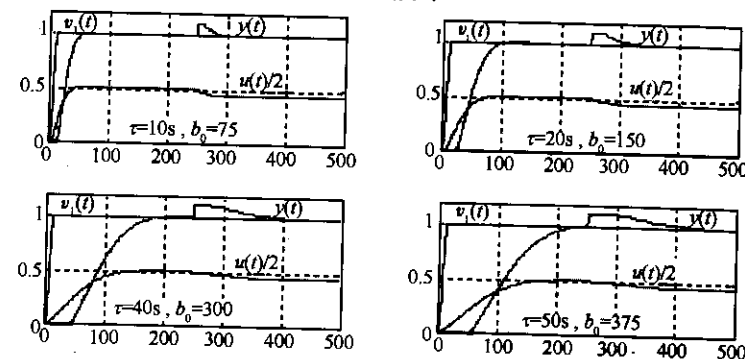 1 v₁(t) y(t)
0.5 u(t)/2
τ=10s , b₀=75
0
0 100 200 300 400 500
1 v₁(t) y(t)
0.5 u(t)/2
τ=20s , b₀=150
0
0 100 200 300 400 500
1 v₁(t) y(t)
0.5 u(t)/2
τ=40s , b₀=300
0
0 100 200 300 400 500
1 v₁(t) y(t)
0.5 u(t)/2
τ=50s , b₀=375
0
0 100 200 300 400 500